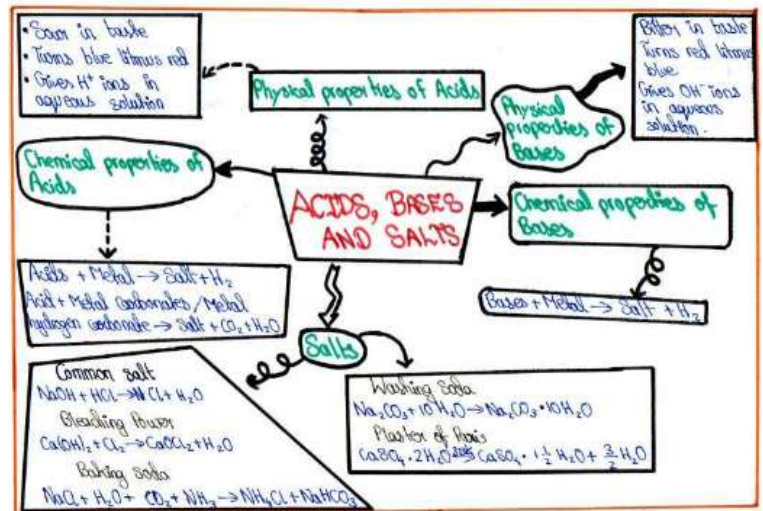 • Sour in taste
• Turns blue litmus red
• Gives H⁺ ions in
aqueous solution
Physical properties of Acids
Bitter in taste
Turns red litmus
blue
Gives OH⁻ ions
in aqueous
solution.
Physical
properties of
Bases
Chemical properties of
Acids
ACIDS, BASES
AND SALTS
Chemical properties of
Bases
Acids + Metal → Salt + H₂
Acid + Metal carbonates/Metal
hydrogen carbonate → Salt + CO₂ + H₂O
Bases + Metal → Salt + H₂
Salts
Common salt
NaOH + HCl → NCl + H₂O
Bleaching Power
Ca(OH)₂ + Cl₂ → CaOCl₂ + H₂O
Baking Soda
NaCl + H₂O + CO₂ + NH₃ → NH₄Cl + NaHCO₃
Washing Soda
Na₂CO₃ + 10 H₂O → Na₂CO₃ · 10H₂O
Plaster of Paris
CaSO₄ · 2H₂O → CaSO₄ · 1 1/2 H₂O + 3/2 H₂O